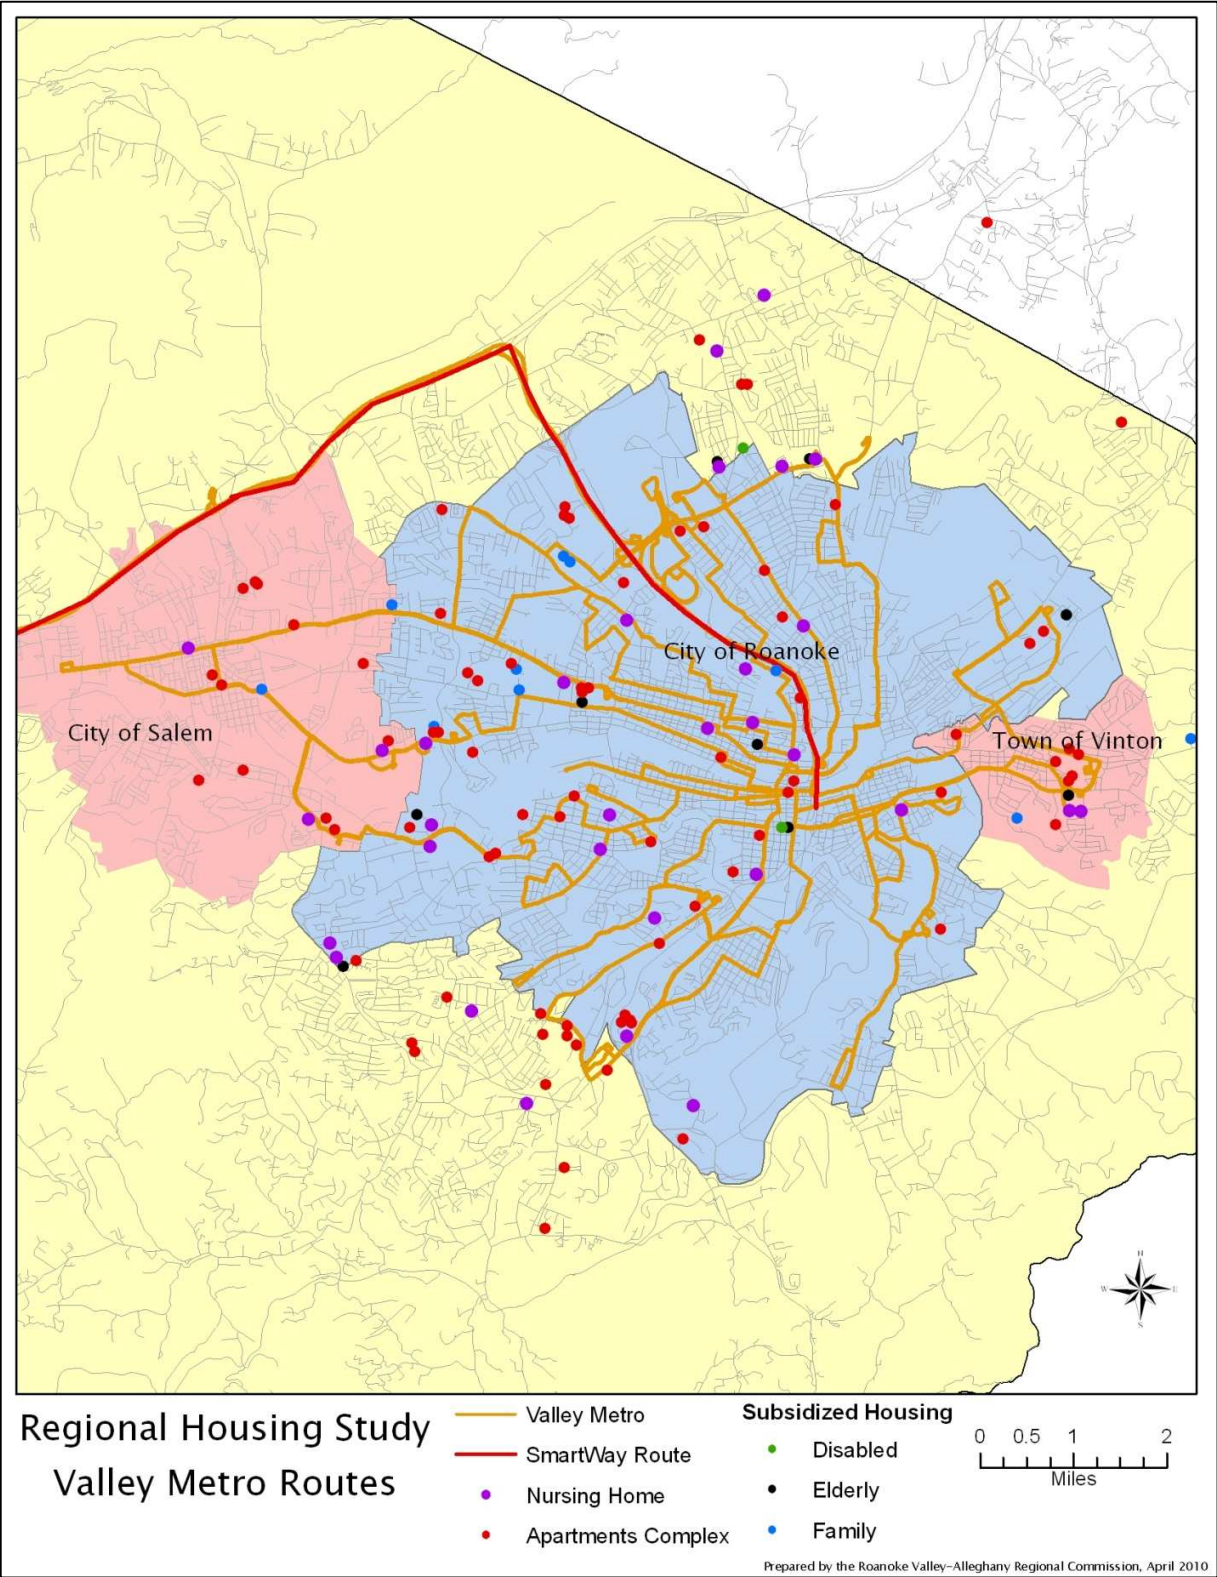 City of Roanoke
City of Salem
Town of Vinton
N
W
E
S
Regional Housing Study
Valley Metro Routes
Valley Metro
SmartWay Route
Nursing Home
Apartments Complex
Subsidized Housing
Disabled
Elderly
Family
0 0.5 1 2
Miles
Prepared by the Roanoke Valley-Alleghany Regional Commission, April 2010